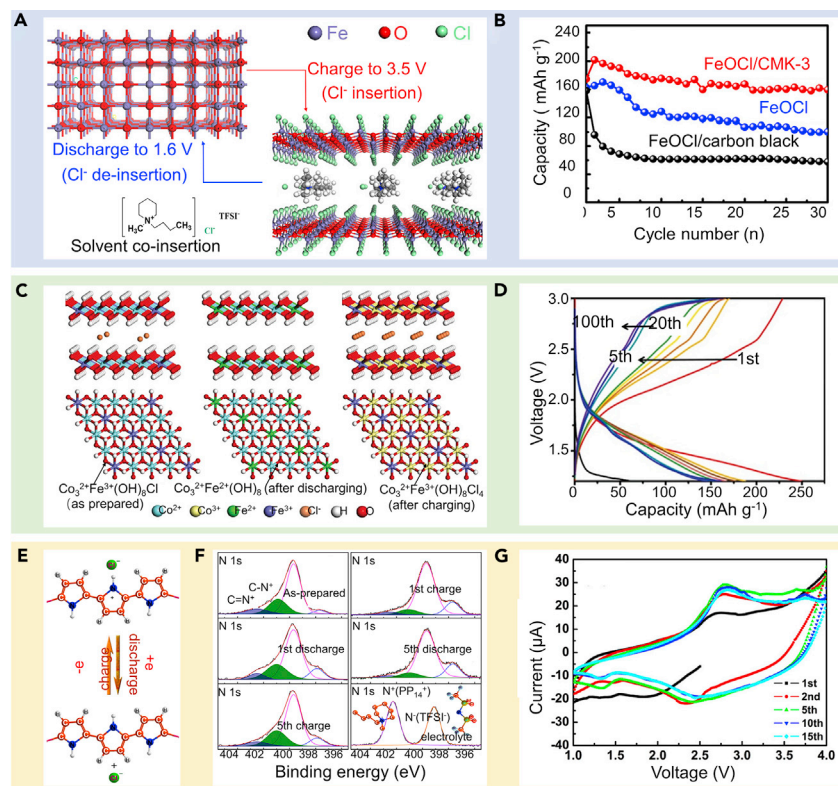 A
Fe
O
Cl
Charge to 3.5 V
(Cl⁻ insertion)
Discharge to 1.6 V
(Cl⁻ de-insertion)
N⁺
H₃C
CH₃
Cl⁻
TFSI⁻
Solvent co-insertion
B
Capacity ( mAh g⁻¹)
240
200
160
120
80
40
0
FeOCl/CMK-3
FeOCl
FeOCl/carbon black
5 10 15 20 25 30
Cycle number (n)
C
Co₃²⁺Fe³⁺(OH)₈Cl
(as prepared)
Co₃²⁺Fe²⁺(OH)₈ (after discharging)
Co₃²⁺Fe³⁺(OH)₈Cl₄
(after charging)
Co²⁺ Co³⁺ Fe²⁺ Fe³⁺ Cl⁻ H O
D
Voltage (V)
3.0
2.5
2.0
1.5
100th
20th
5th
1st
0 50 100 150 200 250
Capacity (mAh g⁻¹)
E
-e⁻
charge
discharge
+e⁻
+
F
N 1s
C-N⁺
C=N⁺
As-prepared
N 1s
1st charge
N 1s
1st discharge
N 1s
5th discharge
N 1s
5th charge
N 1s
N⁺(PP₁₄⁺)
N⁻(TFSI⁻)
electrolyte
404 402 400 398 396
404 402 400 398 396
Binding energy (eV)
G
Current (μA)
40
30
20
10
0
-10
-20
-30
-40
1st
2nd
5th
10th
15th
1.0 1.5 2.0 2.5 3.0 3.5 4.0
Voltage (V)